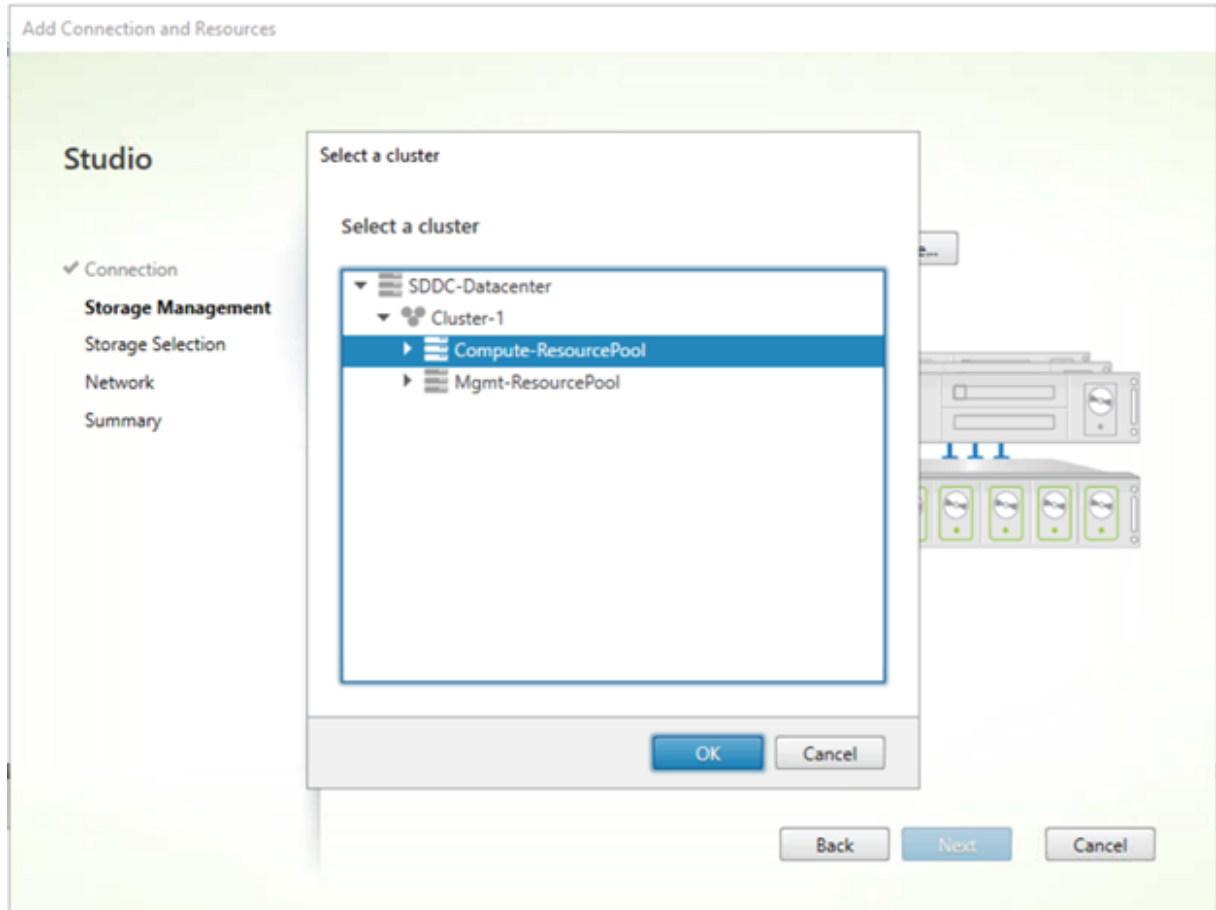 Add Connection and Resources
Studio
Connection
Storage Management
Storage Selection
Network
Summary
Select a cluster
Select a cluster
SDDC-Datacenter
Cluster-1
Compute-ResourcePool
Mgmt-ResourcePool
OK
Cancel
Back
Next
Cancel